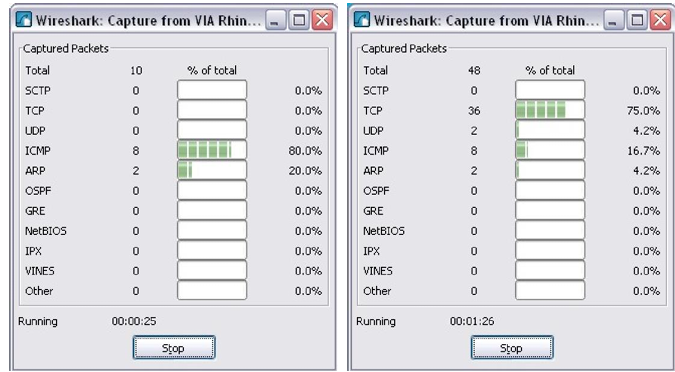 Wireshark: Capture from VIA Rhin...
Captured Packets
Total 10 % of total
SCTP 0 0.0%
TCP 0 0.0%
UDP 0 0.0%
ICMP 8 80.0%
ARP 2 20.0%
OSPF 0 0.0%
GRE 0 0.0%
NetBIOS 0 0.0%
IPX 0 0.0%
VINES 0 0.0%
Other 0 0.0%
Running 00:00:25
Stop
Wireshark: Capture from VIA Rhin...
Captured Packets
Total 48 % of total
SCTP 0 0.0%
TCP 36 75.0%
UDP 2 4.2%
ICMP 8 16.7%
ARP 2 4.2%
OSPF 0 0.0%
GRE 0 0.0%
NetBIOS 0 0.0%
IPX 0 0.0%
VINES 0 0.0%
Other 0 0.0%
Running 00:01:26
Stop